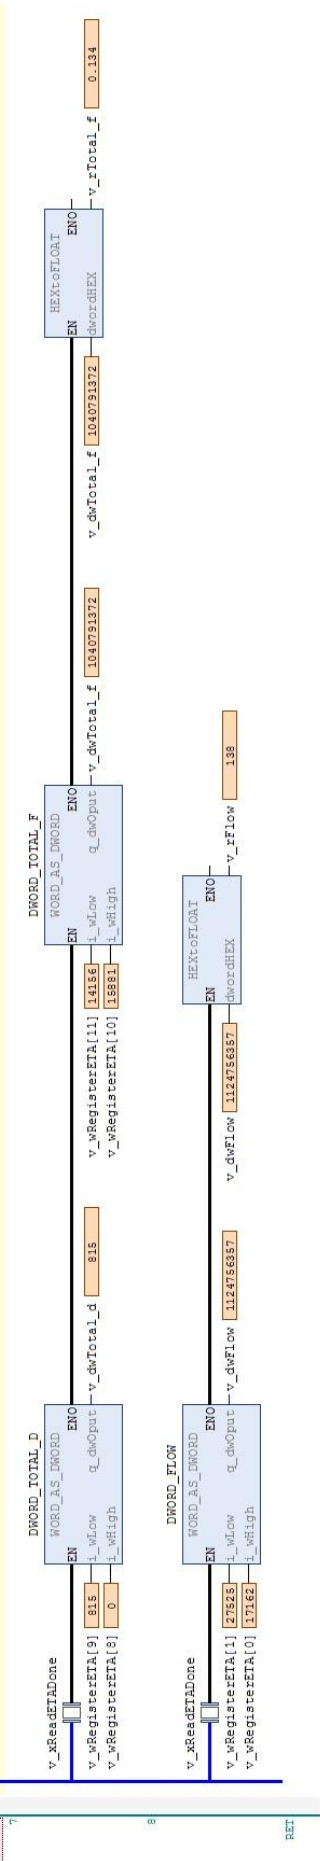 7
v_xReadETADone
DWORD_TOTAL_D
WORD_AS_DWORD
EN ENO
v_wRegisterETA[9] 815 i_wLow q_dwOput v_dwTotal_d 815
v_wRegisterETA[8] 0 i_wHigh
DWORD_TOTAL_F
WORD_AS_DWORD
EN ENO
v_wRegisterETA[11] 14156 i_wLow q_dwOput v_dwTotal_f 1040791372
v_wRegisterETA[10] 15881 i_wHigh
HEXtoFLOAT
EN ENO
v_dwTotal_f 1040791372 dwordHEX v_rTotal_f 0.134
8
v_xReadETADone
DWORD_FLOW
WORD_AS_DWORD
EN ENO
v_wRegisterETA[1] 27525 i_wLow q_dwOput v_dwFlow 1124756357
v_wRegisterETA[0] 17162 i_wHigh
HEXtoFLOAT
EN ENO
v_dwFlow 1124756357 dwordHEX v_rFlow 138
RET